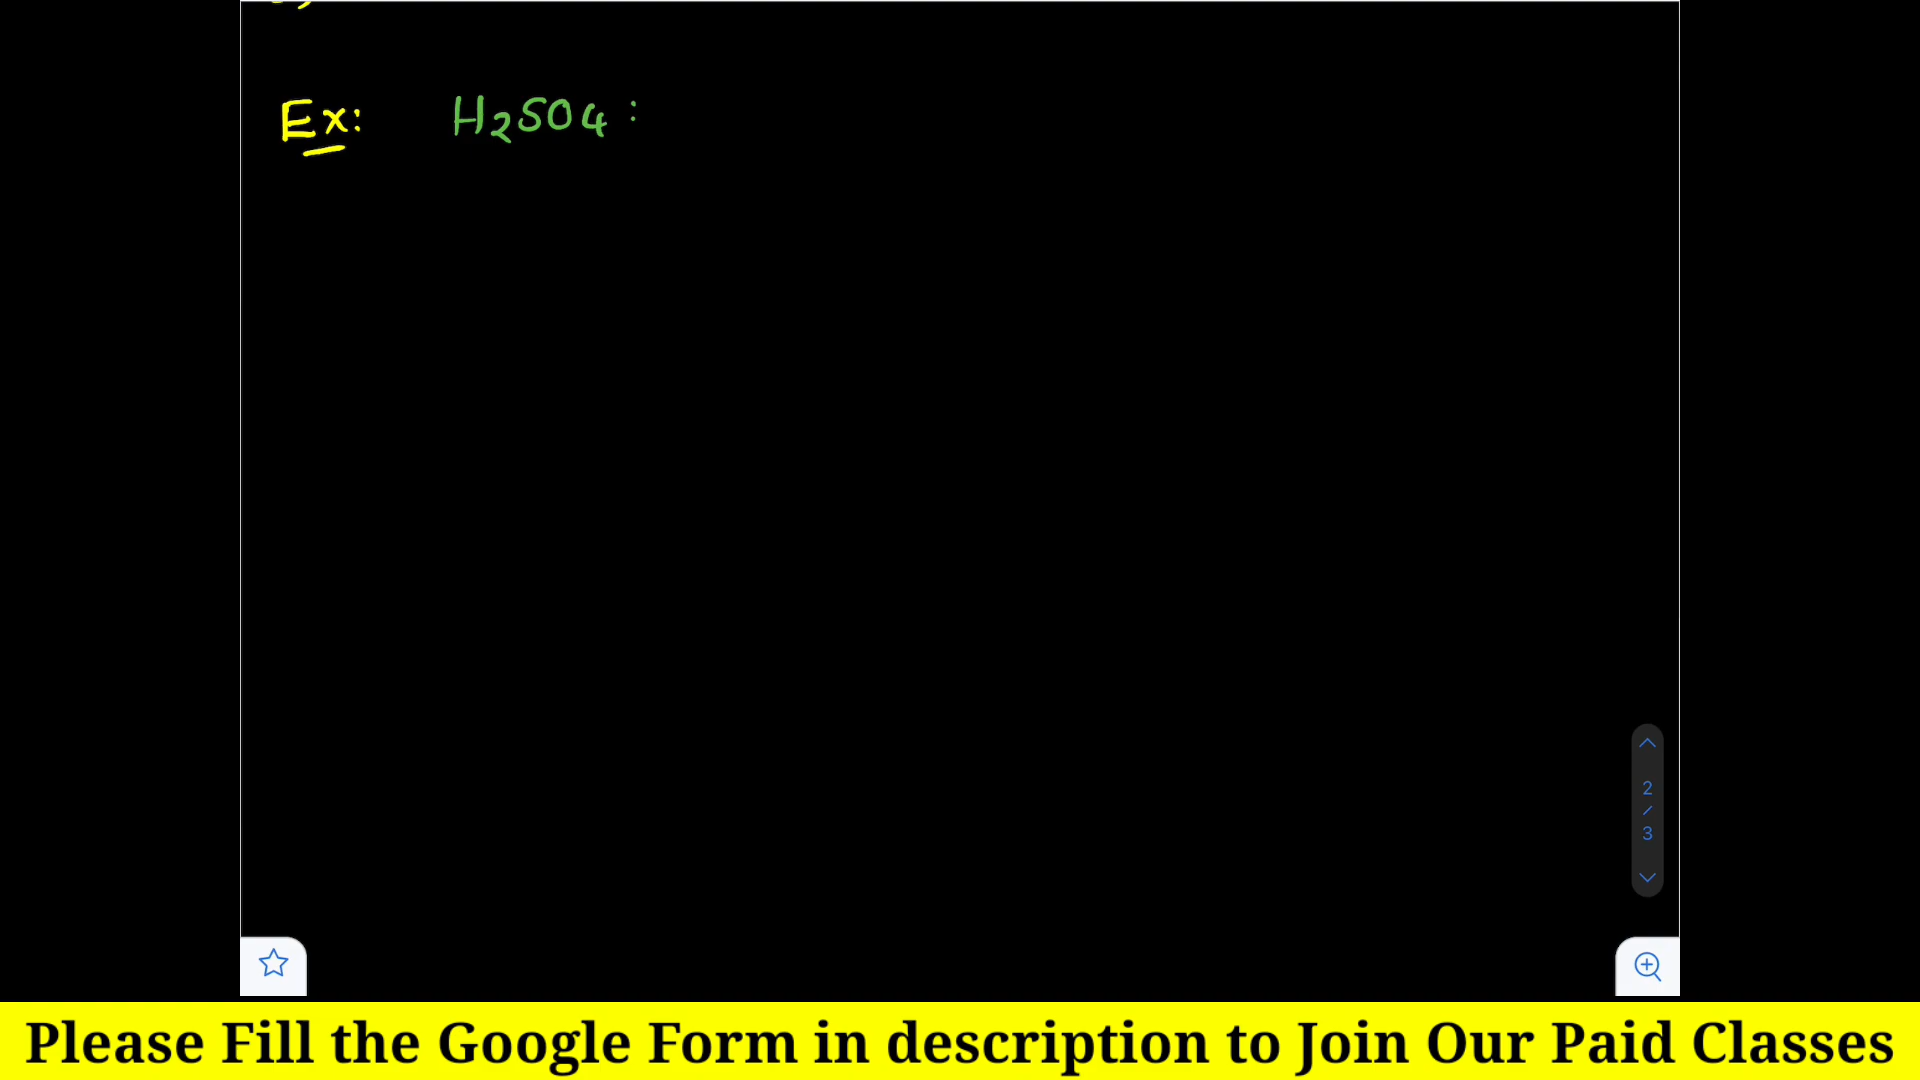 Ex: H₂SO₄ :
2
/
3
Please Fill the Google Form in description to Join Our Paid Classes